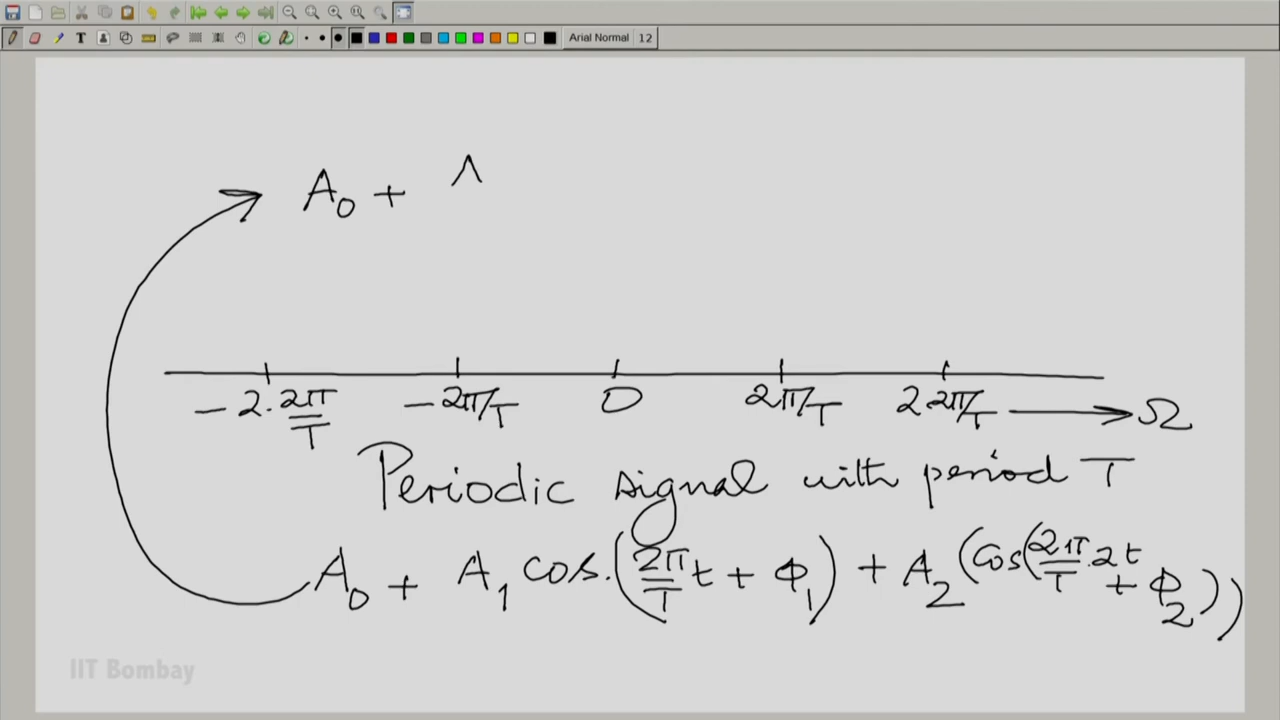 Arial Normal 12
A₀ +
-2·2π/T -2π/T 0 2π/T 2·2π/T Ω
Periodic signal with period T
A₀ + A₁ cos·(2π/T t + Φ₁) + A₂(cos(2π/T·2t + Φ₂))
IIT Bombay